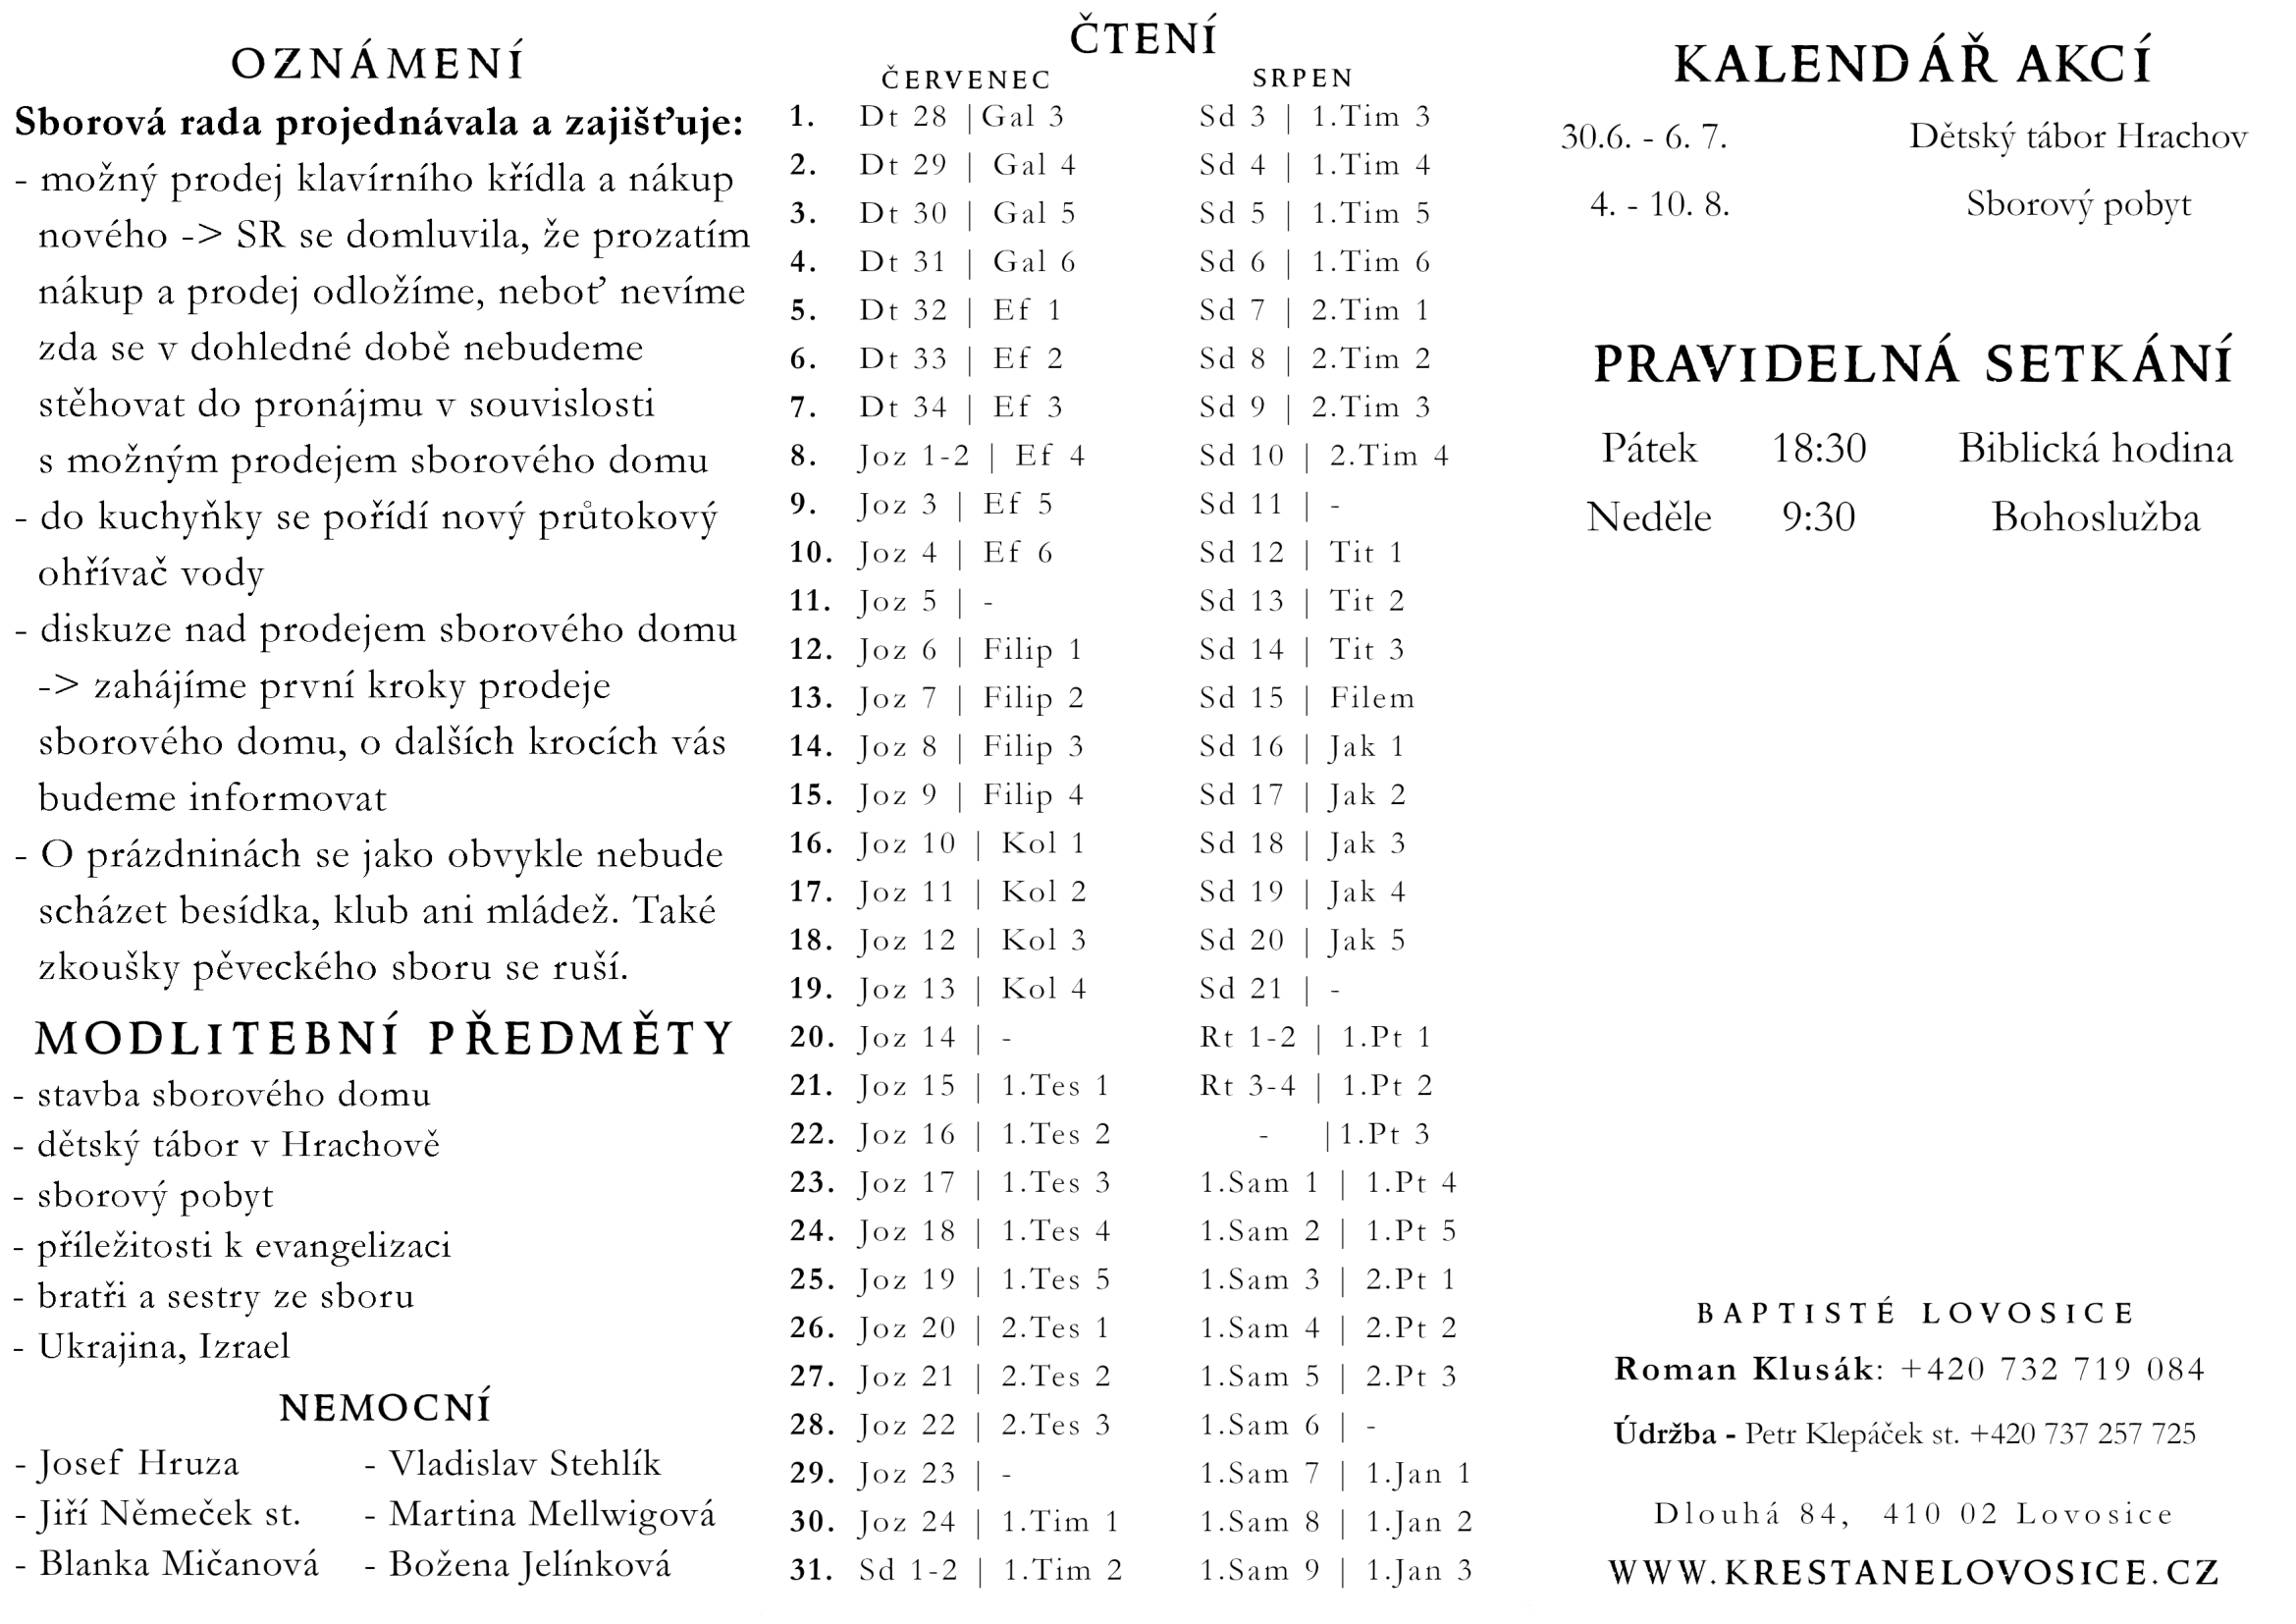 OZNÁMENÍ
Sborová rada projednávala a zajišťuje:
- možný prodej klavírního křídla a nákup
nového -> SR se domluvila, že prozatím
nákup a prodej odložíme, neboť nevíme
zda se v dohledné době nebudeme
stěhovat do pronájmu v souvislosti
s možným prodejem sborového domu
- do kuchyňky se pořídí nový průtokový
ohřívač vody
- diskuze nad prodejem sborového domu
-> zahájíme první kroky prodeje
sborového domu, o dalších krocích vás
budeme informovat
- O prázdninách se jako obvykle nebude
scházet besídka, klub ani mládež. Také
zkoušky pěveckého sboru se ruší.
MODLITEBNÍ PŘEDMĚTY
- stavba sborového domu
- dětský tábor v Hrachově
- sborový pobyt
- příležitosti k evangelizaci
- bratři a sestry ze sboru
- Ukrajina, Izrael
NEMOCNÍ
- Josef Hruza - Vladislav Stehlík
- Jiří Němeček st. - Martina Mellwigová
- Blanka Mičanová - Božena Jelínková
ČTENÍ
ČERVENEC SRPEN
1. Dt 28 |Gal 3 Sd 3 | 1.Tim 3
2. Dt 29 | Gal 4 Sd 4 | 1.Tim 4
3. Dt 30 | Gal 5 Sd 5 | 1.Tim 5
4. Dt 31 | Gal 6 Sd 6 | 1.Tim 6
5. Dt 32 | Ef 1 Sd 7 | 2.Tim 1
6. Dt 33 | Ef 2 Sd 8 | 2.Tim 2
7. Dt 34 | Ef 3 Sd 9 | 2.Tim 3
8. Joz 1-2 | Ef 4 Sd 10 | 2.Tim 4
9. Joz 3 | Ef 5 Sd 11 | -
10. Joz 4 | Ef 6 Sd 12 | Tit 1
11. Joz 5 | - Sd 13 | Tit 2
12. Joz 6 | Filip 1 Sd 14 | Tit 3
13. Joz 7 | Filip 2 Sd 15 | Filem
14. Joz 8 | Filip 3 Sd 16 | Jak 1
15. Joz 9 | Filip 4 Sd 17 | Jak 2
16. Joz 10 | Kol 1 Sd 18 | Jak 3
17. Joz 11 | Kol 2 Sd 19 | Jak 4
18. Joz 12 | Kol 3 Sd 20 | Jak 5
19. Joz 13 | Kol 4 Sd 21 | -
20. Joz 14 | - Rt 1-2 | 1.Pt 1
21. Joz 15 | 1.Tes 1 Rt 3-4 | 1.Pt 2
22. Joz 16 | 1.Tes 2 - |1.Pt 3
23. Joz 17 | 1.Tes 3 1.Sam 1 | 1.Pt 4
24. Joz 18 | 1.Tes 4 1.Sam 2 | 1.Pt 5
25. Joz 19 | 1.Tes 5 1.Sam 3 | 2.Pt 1
26. Joz 20 | 2.Tes 1 1.Sam 4 | 2.Pt 2
27. Joz 21 | 2.Tes 2 1.Sam 5 | 2.Pt 3
28. Joz 22 | 2.Tes 3 1.Sam 6 | -
29. Joz 23 | - 1.Sam 7 | 1.Jan 1
30. Joz 24 | 1.Tim 1 1.Sam 8 | 1.Jan 2
31. Sd 1-2 | 1.Tim 2 1.Sam 9 | 1.Jan 3
KALENDÁŘ AKCÍ
30.6. - 6. 7. Dětský tábor Hrachov
4. - 10. 8. Sborový pobyt
PRAVIDELNÁ SETKÁNÍ
Pátek 18:30 Biblická hodina
Neděle 9:30 Bohoslužba
BAPTISTÉ LOVOSICE
Roman Klusák: +420 732 719 084
Údržba - Petr Klepáček st. +420 737 257 725
Dlouhá 84, 410 02 Lovosice
WWW.KRESTANELOVOSICE.CZ